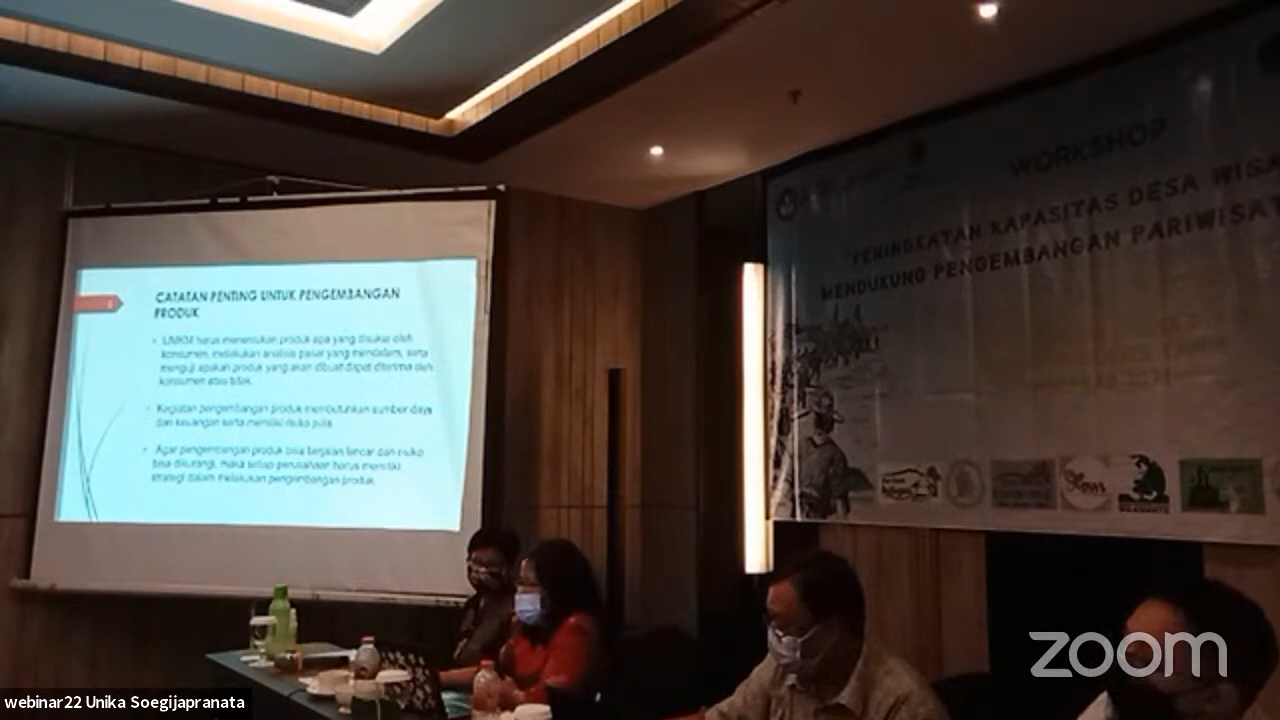 CATATAN PENTING UNTUK PENGEMBANGAN
PRODUK
UMKM harus menentukan produk apa yang disukai oleh
konsumen, melakukan analisis pasar yang mendalam, serta
menguji apakah produk yang akan dibuat dapat diterima oleh
konsumen atau tidak.
Kegiatan pengembangan produk membutuhkan sumber daya
dan keuangan serta memiliki risiko pula.
Agar pengembangan produk bisa berjalan lancar dan risiko
bisa dikurangi, maka setiap perusahaan harus memiliki
strategi dalam melakukan pengembangan produk.
WORKSHOP
"PENINGKATAN KAPASITAS DESA WISA
MENDUKUNG PENGEMBANGAN PARIWISAT
zoom
webinar22 Unika Soegijapranata